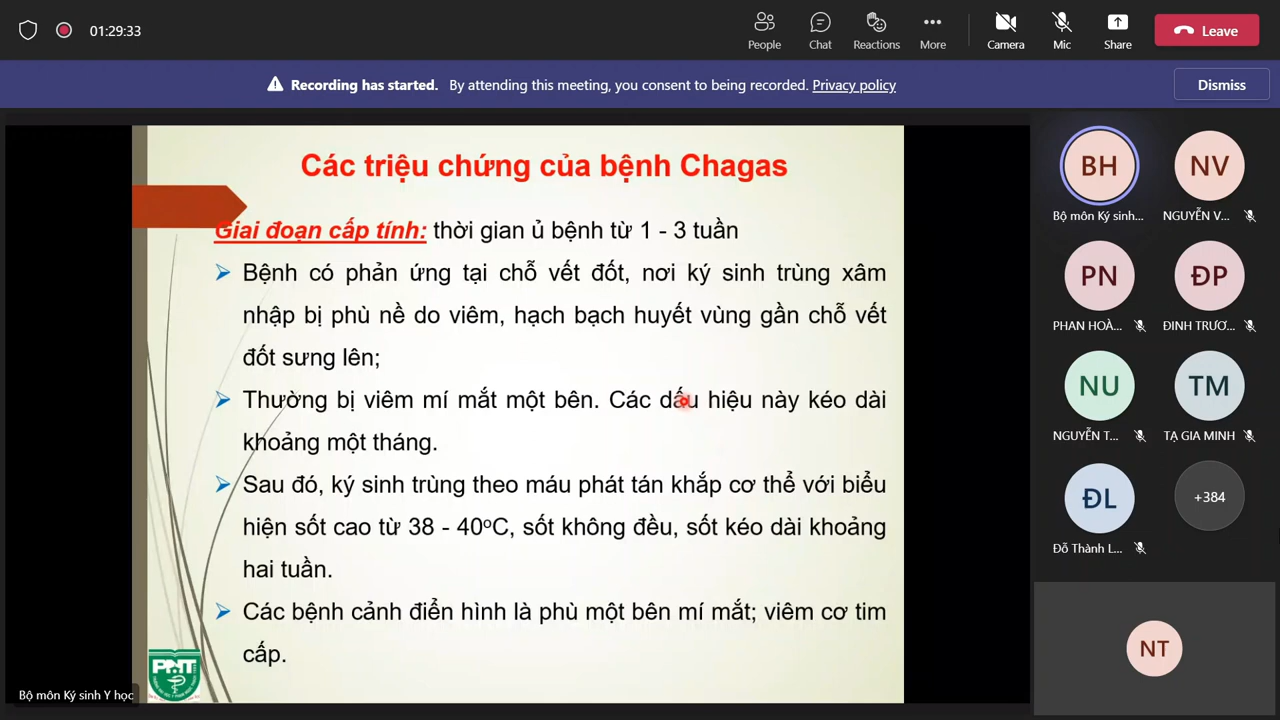 01:29:33
People
Chat
Reactions
More
Camera
Mic
Share
Leave
Recording has started. By attending this meeting, you consent to being recorded. Privacy policy
Dismiss
Các triệu chứng của bệnh Chagas
Giai đoạn cấp tính: thời gian ủ bệnh từ 1 - 3 tuần
Bệnh có phản ứng tại chỗ vết đốt, nơi ký sinh trùng xâm
nhập bị phù nề do viêm, hạch bạch huyết vùng gần chỗ vết
đốt sưng lên;
Thường bị viêm mí mắt một bên. Các dấu hiệu này kéo dài
khoảng một tháng.
Sau đó, ký sinh trùng theo máu phát tán khắp cơ thể với biểu
hiện sốt cao từ 38 - 40ºC, sốt không đều, sốt kéo dài khoảng
hai tuần.
Các bệnh cảnh điển hình là phù một bên mí mắt; viêm cơ tim
cấp.
PNT
Bộ môn Ký sinh Y học
BH
Bộ môn Ký sinh...
NV
NGUYỄN V...
PN
PHAN HOÀ...
ĐP
ĐINH TRƯƠ...
NU
NGUYỄN T...
TM
TẠ GIA MINH
ĐL
Đỗ Thành L...
+384
NT